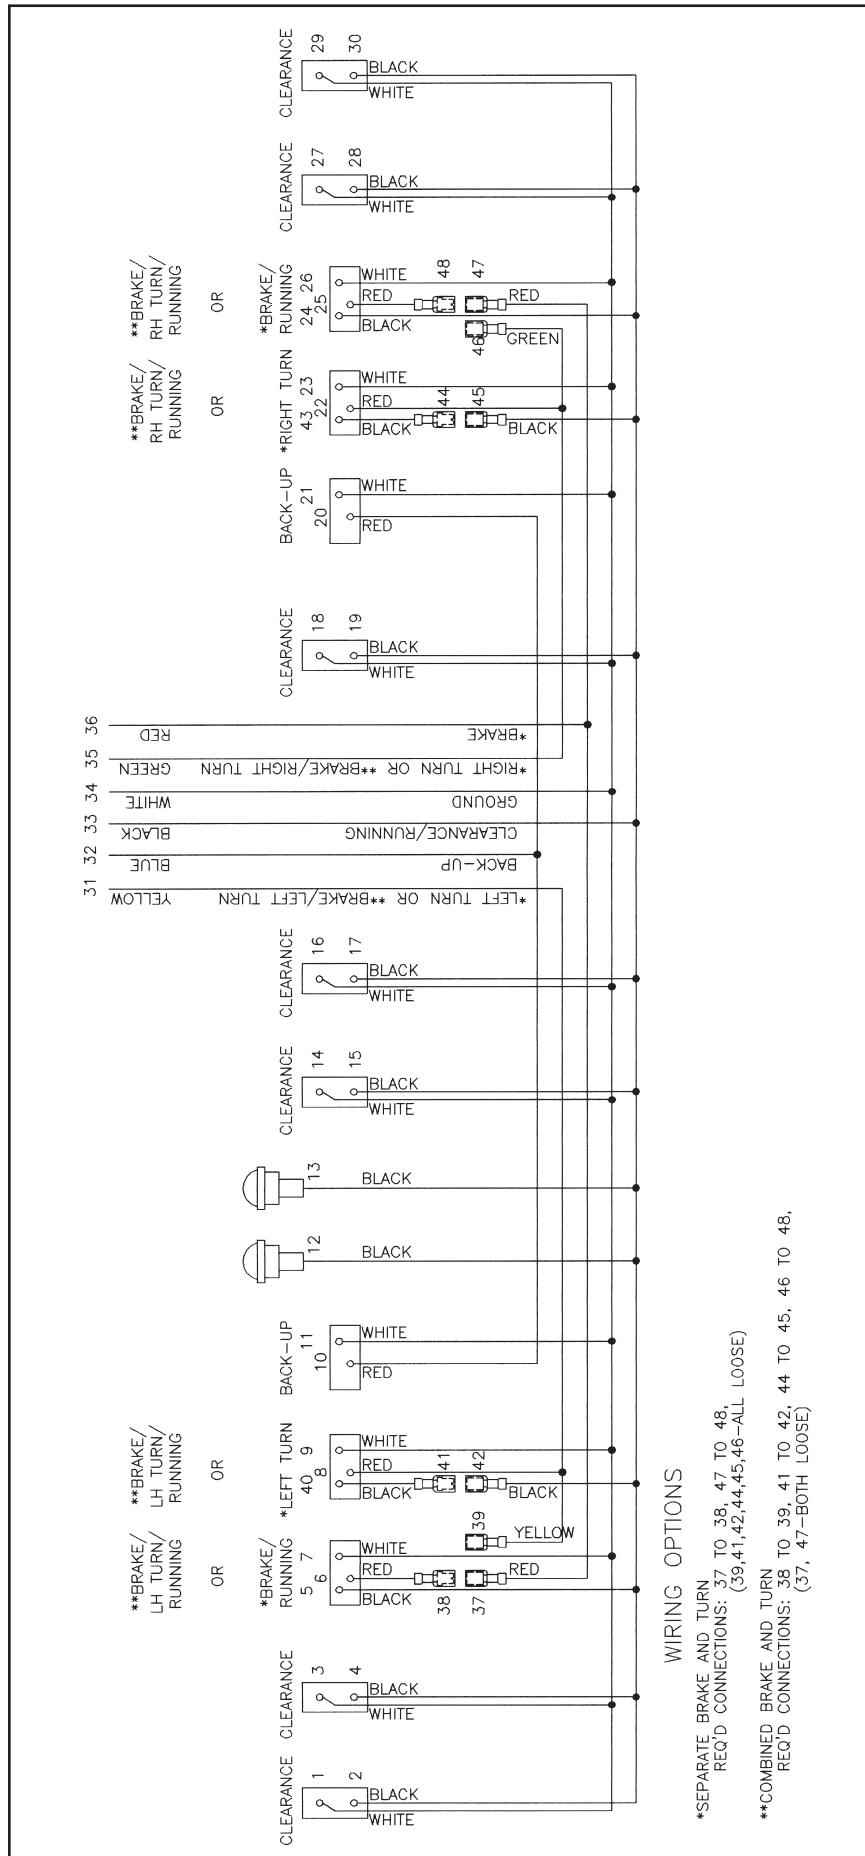 CLEARANCE
29
30
BLACK
WHITE
CLEARANCE
27
28
BLACK
WHITE
**BRAKE/
RH TURN/
RUNNING
OR
*BRAKE/
RUNNING
24 26
25
WHITE
RED
BLACK
48
47
46
RED
GREEN
**BRAKE/
RH TURN/
RUNNING
OR
*RIGHT TURN
43 23
22
WHITE
RED
BLACK
44
45
BLACK
BACK-UP
21
20
WHITE
RED
CLEARANCE
18
19
BLACK
WHITE
36
RED
*BRAKE
35
GREEN
*RIGHT TURN OR **BRAKE/RIGHT TURN
34
WHITE
GROUND
33
BLACK
CLEARANCE/RUNNING
32
BLUE
BACK-UP
31
YELLOW
*LEFT TURN OR **BRAKE/LEFT TURN
CLEARANCE
16
17
BLACK
WHITE
CLEARANCE
14
15
BLACK
WHITE
13
BLACK
12
BLACK
BACK-UP
11
10
WHITE
RED
**BRAKE/
LH TURN/
RUNNING
OR
*LEFT TURN
40 9
8
WHITE
RED
BLACK
41
42
BLACK
**BRAKE/
LH TURN/
RUNNING
OR
*BRAKE/
RUNNING
5 7
6
WHITE
RED
BLACK
38
37
39
YELLOW
RED
CLEARANCE
3
4
BLACK
WHITE
CLEARANCE
1
2
BLACK
WHITE
WIRING OPTIONS
*SEPARATE BRAKE AND TURN
REQ'D CONNECTIONS: 37 TO 38, 47 TO 48,
(39,41,42,44,45,46-ALL LOOSE)
**COMBINED BRAKE AND TURN
REQ'D CONNECTIONS: 38 TO 39, 41 TO 42, 44 TO 45, 46 TO 48,
(37, 47-BOTH LOOSE)